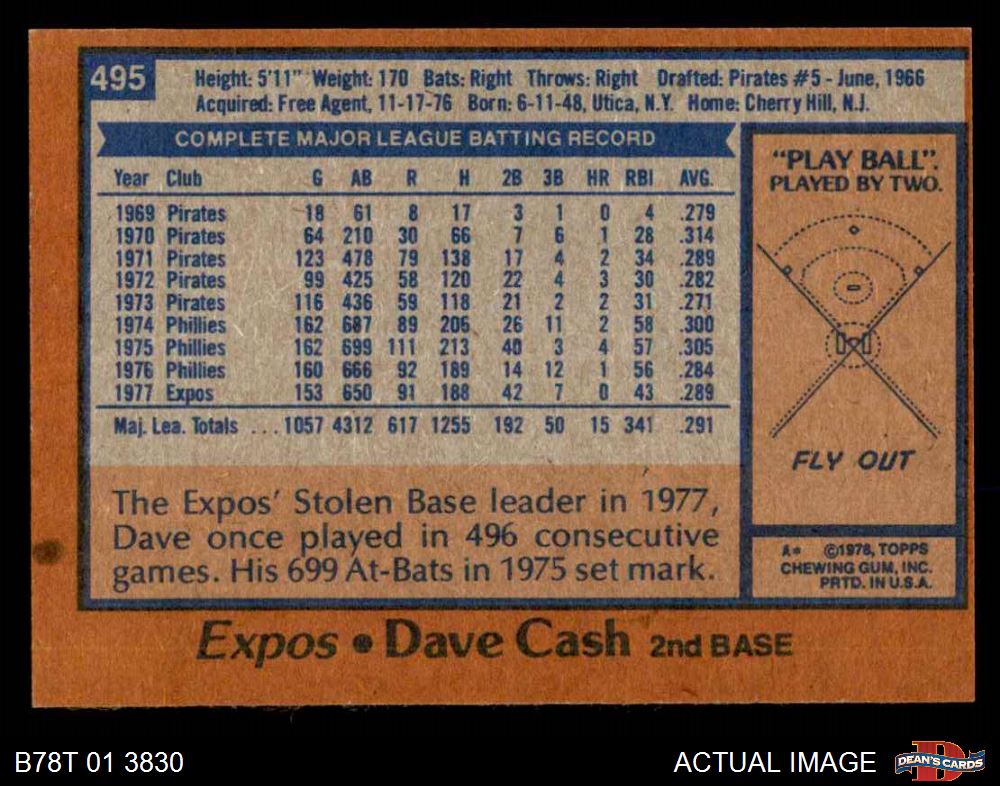 495
Height: 5'11" Weight: 170 Bats: Right Throws: Right Drafted: Pirates #5 - June, 1966
Acquired: Free Agent, 11-17-76 Born: 6-11-48, Utica, N.Y. Home: Cherry Hill, N.J.
COMPLETE MAJOR LEAGUE BATTING RECORD
Year Club G AB R H 2B 3B HR RBI AVG.
1969 Pirates 18 61 8 17 3 1 0 4 .279
1970 Pirates 64 210 30 66 7 6 1 28 .314
1971 Pirates 123 478 79 138 17 4 2 34 .289
1972 Pirates 99 425 58 120 22 4 3 30 .282
1973 Pirates 116 436 59 118 21 2 2 31 .271
1974 Phillies 162 687 89 206 26 11 2 58 .300
1975 Phillies 162 699 111 213 40 3 4 57 .305
1976 Phillies 160 666 92 189 14 12 1 56 .284
1977 Expos 153 650 91 188 42 7 0 43 .289
Maj. Lea. Totals ... 1057 4312 617 1255 192 50 15 341 .291
The Expos' Stolen Base leader in 1977,
Dave once played in 496 consecutive
games. His 699 At-Bats in 1975 set mark.
"PLAY BALL".
PLAYED BY TWO.
FLY OUT
A* ©1978, TOPPS
CHEWING GUM, INC.
PRTD. IN U.S.A.
Expos • Dave Cash 2nd BASE
B78T 01 3830
ACTUAL IMAGE
D
DEAN'S CARDS